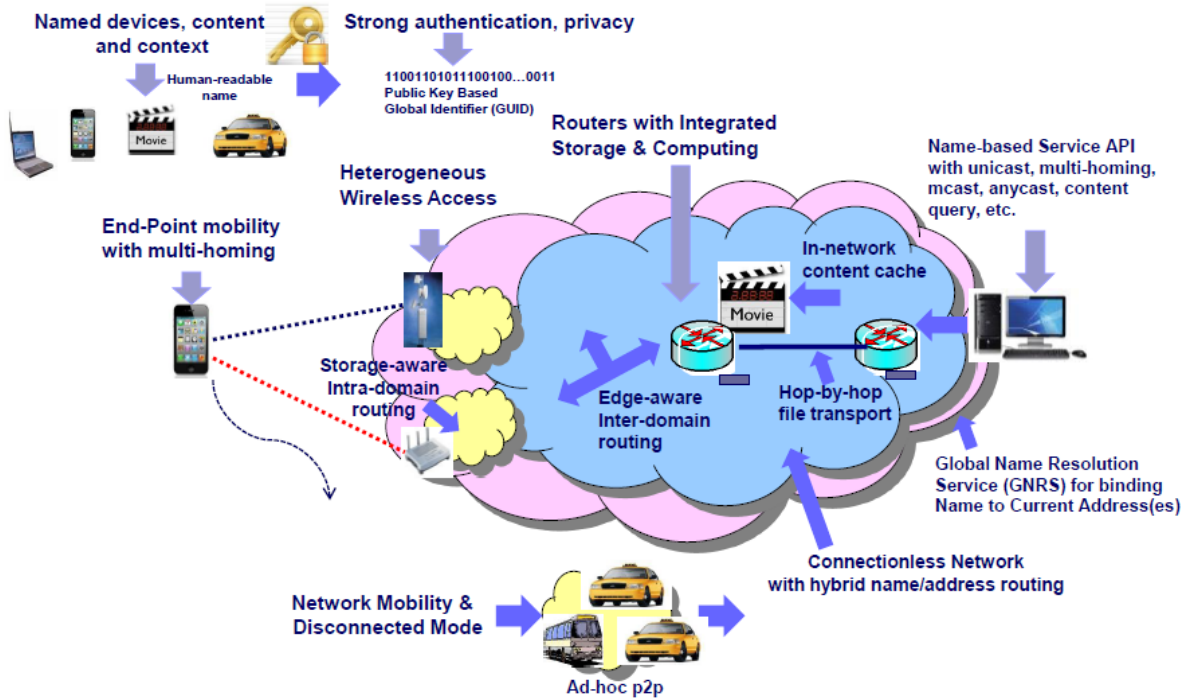 Named devices, content
and context
Strong authentication, privacy
Human-readable
name
11001101011100100...0011
Public Key Based
Global Identifier (GUID)
Movie
Routers with Integrated
Storage & Computing
Name-based Service API
with unicast, multi-homing,
mcast, anycast, content
query, etc.
Heterogeneous
Wireless Access
End-Point mobility
with multi-homing
In-network
content cache
Movie
Storage-aware
Intra-domain
routing
Edge-aware
Inter-domain
routing
Hop-by-hop
file transport
Global Name Resolution
Service (GNRS) for binding
Name to Current Address(es)
Connectionless Network
with hybrid name/address routing
Network Mobility &
Disconnected Mode
Ad-hoc p2p